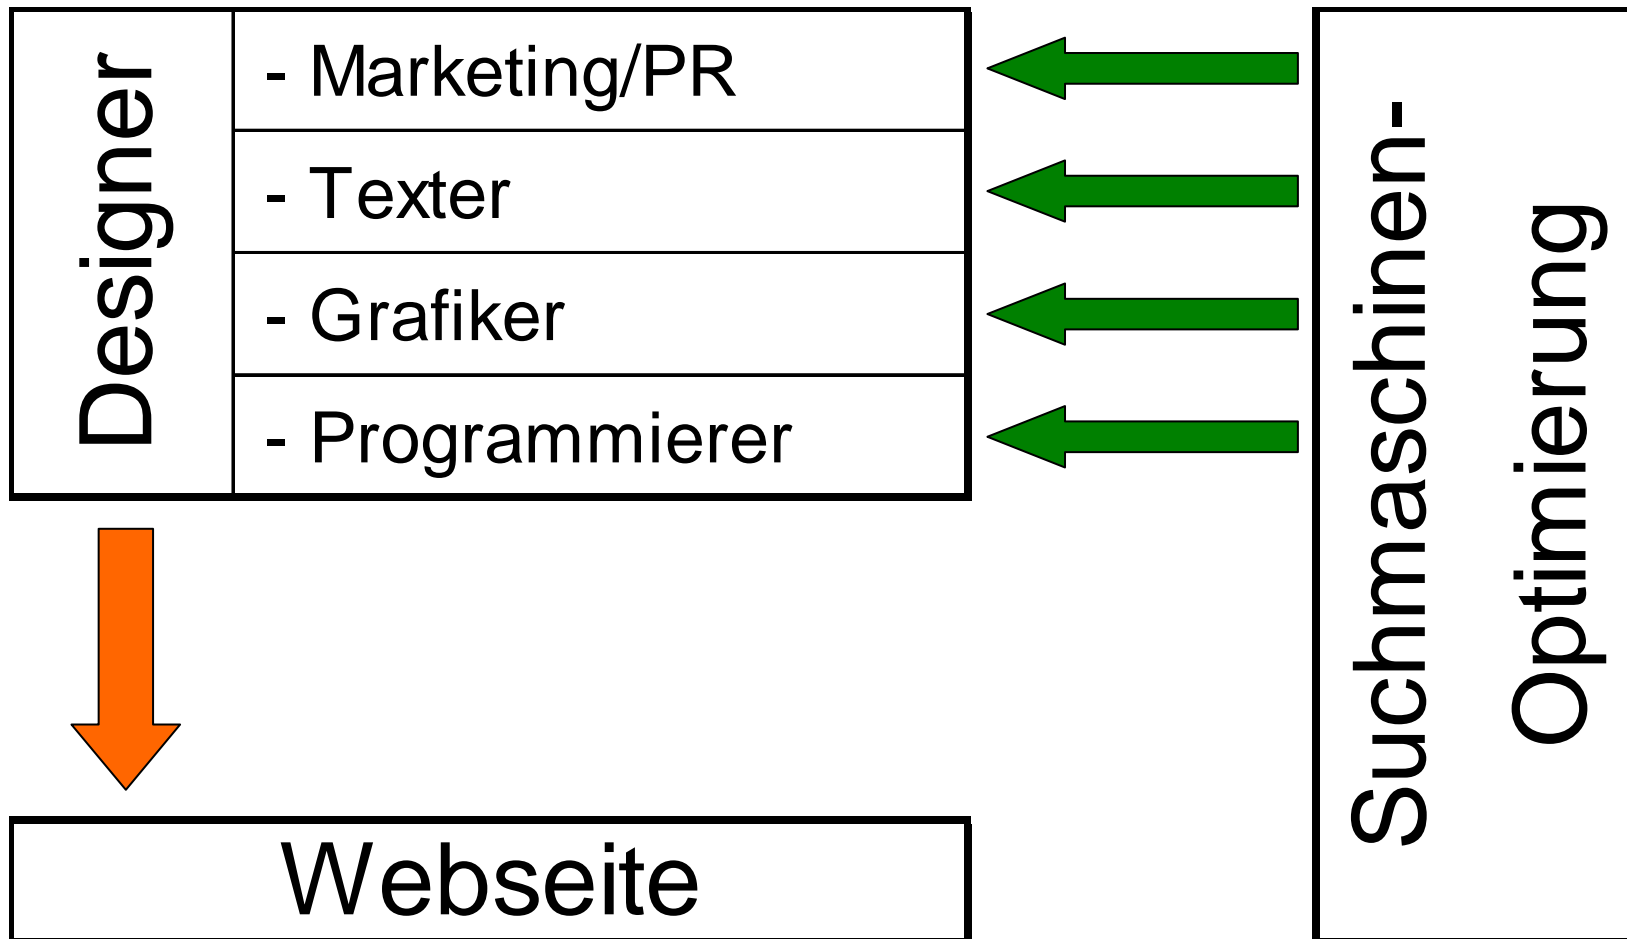 Designer
- Marketing/PR
- Texter
- Grafiker
- Programmierer
Suchmaschinen-
Optimierung
Webseite